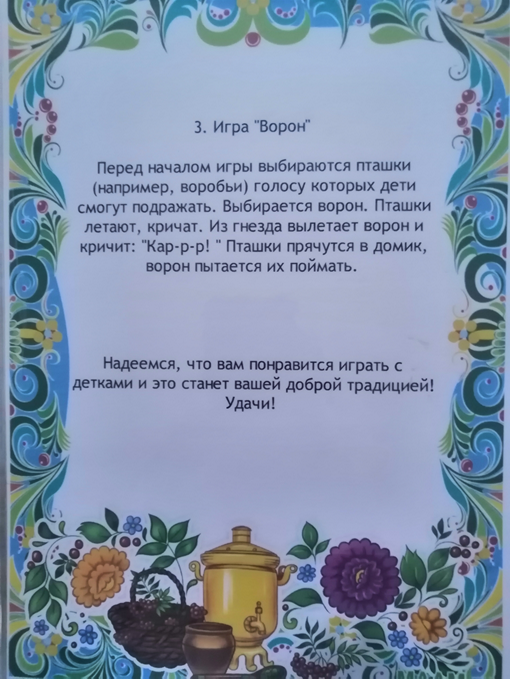 3. Игра "Ворон"
Перед началом игры выбираются пташки
(например, воробьи) голосу которых дети
смогут подражать. Выбирается ворон. Пташки
летают, кричат. Из гнезда вылетает ворон и
кричит: "Кар-р-р! " Пташки прячутся в домик,
ворон пытается их поймать.
Надеемся, что вам понравится играть с
детками и это станет вашей доброй традицией!
Удачи!